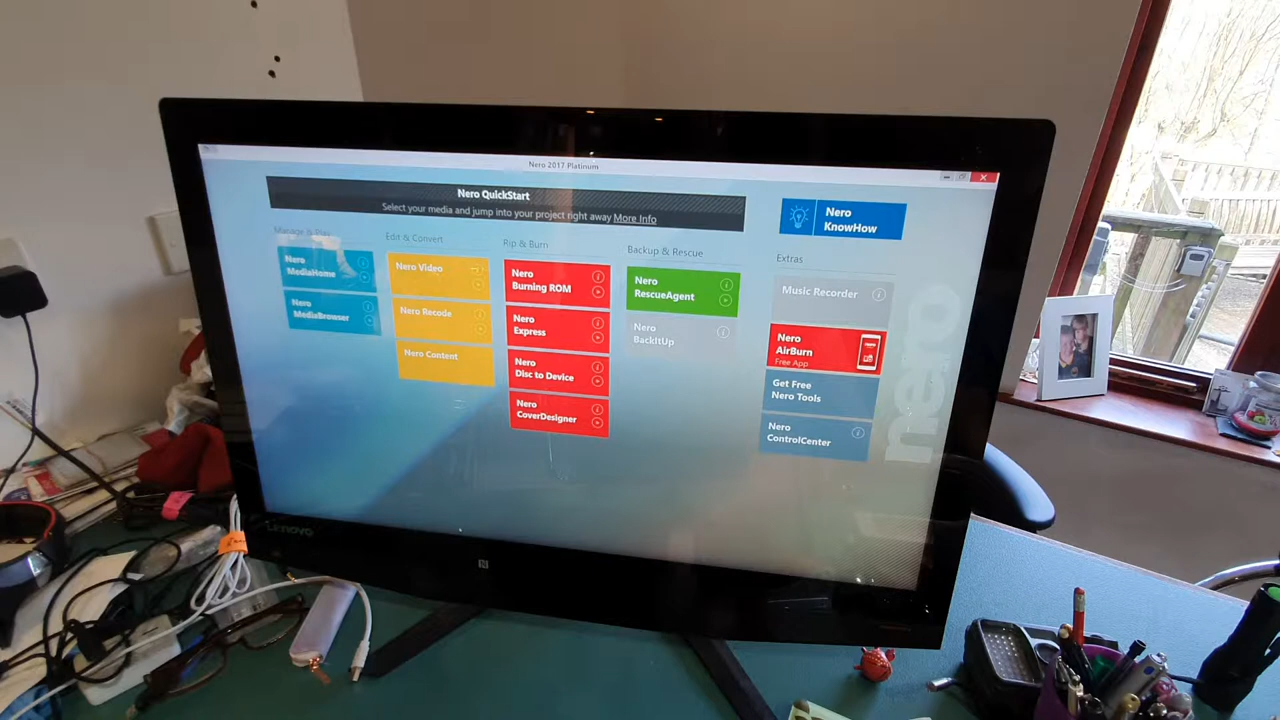 Nero 2017 Platinum
Nero QuickStart
Select your media and jump into your project right away More Info
Nero
KnowHow
Manage & Play
Nero
MediaHome
Nero
MediaBrowser
Edit & Convert
Nero Video
Nero Recode
Nero Content
Rip & Burn
Nero
Burning ROM
Nero
Express
Nero
Disc to Device
Nero
CoverDesigner
Backup & Rescue
Nero
RescueAgent
Nero
BackItUp
Extras
Music Recorder
Nero
AirBurn
Free App
Get Free
Nero Tools
Nero
ControlCenter
nero
Lenovo